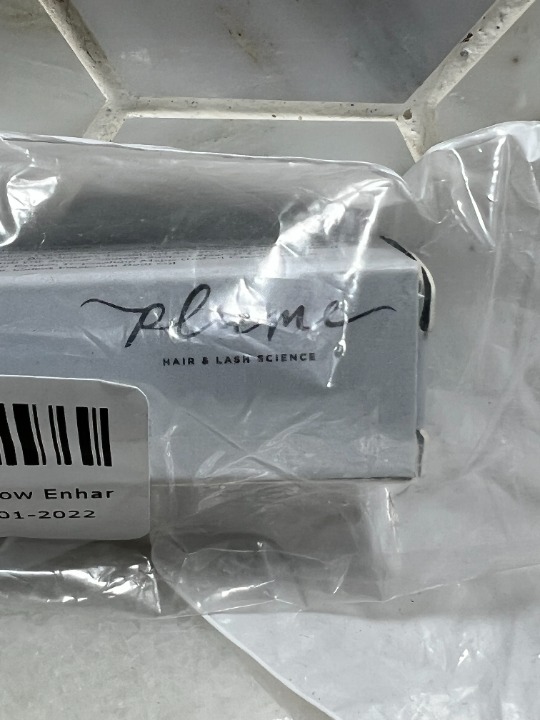 plume
HAIR & LASH SCIENCE
ow Enhar
01-2022